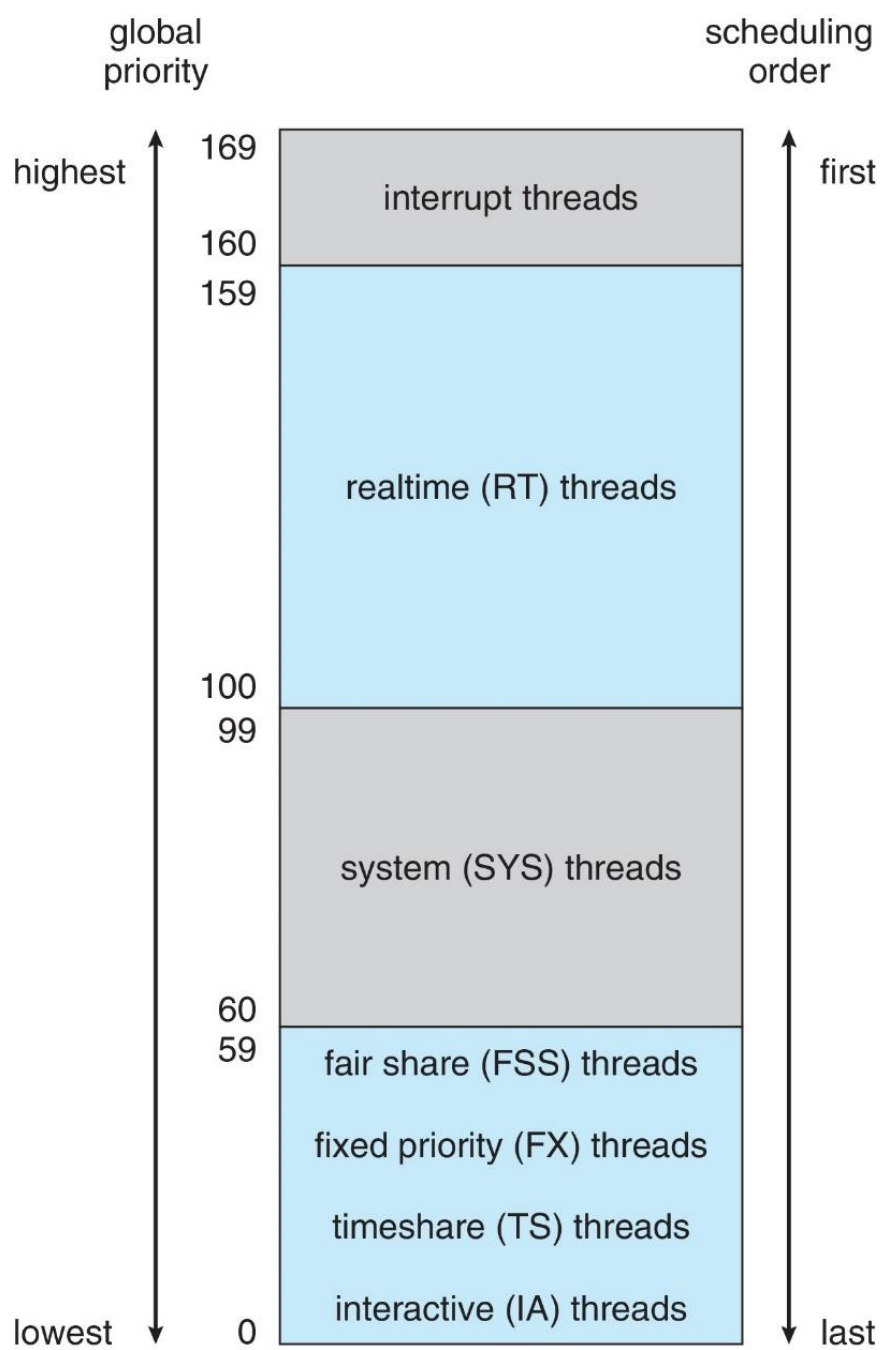 global
priority
scheduling
order
highest
169
interrupt threads
first
160
159
realtime (RT) threads
100
99
system (SYS) threads
60
59
fair share (FSS) threads
fixed priority (FX) threads
timeshare (TS) threads
interactive (IA) threads
lowest
0
last